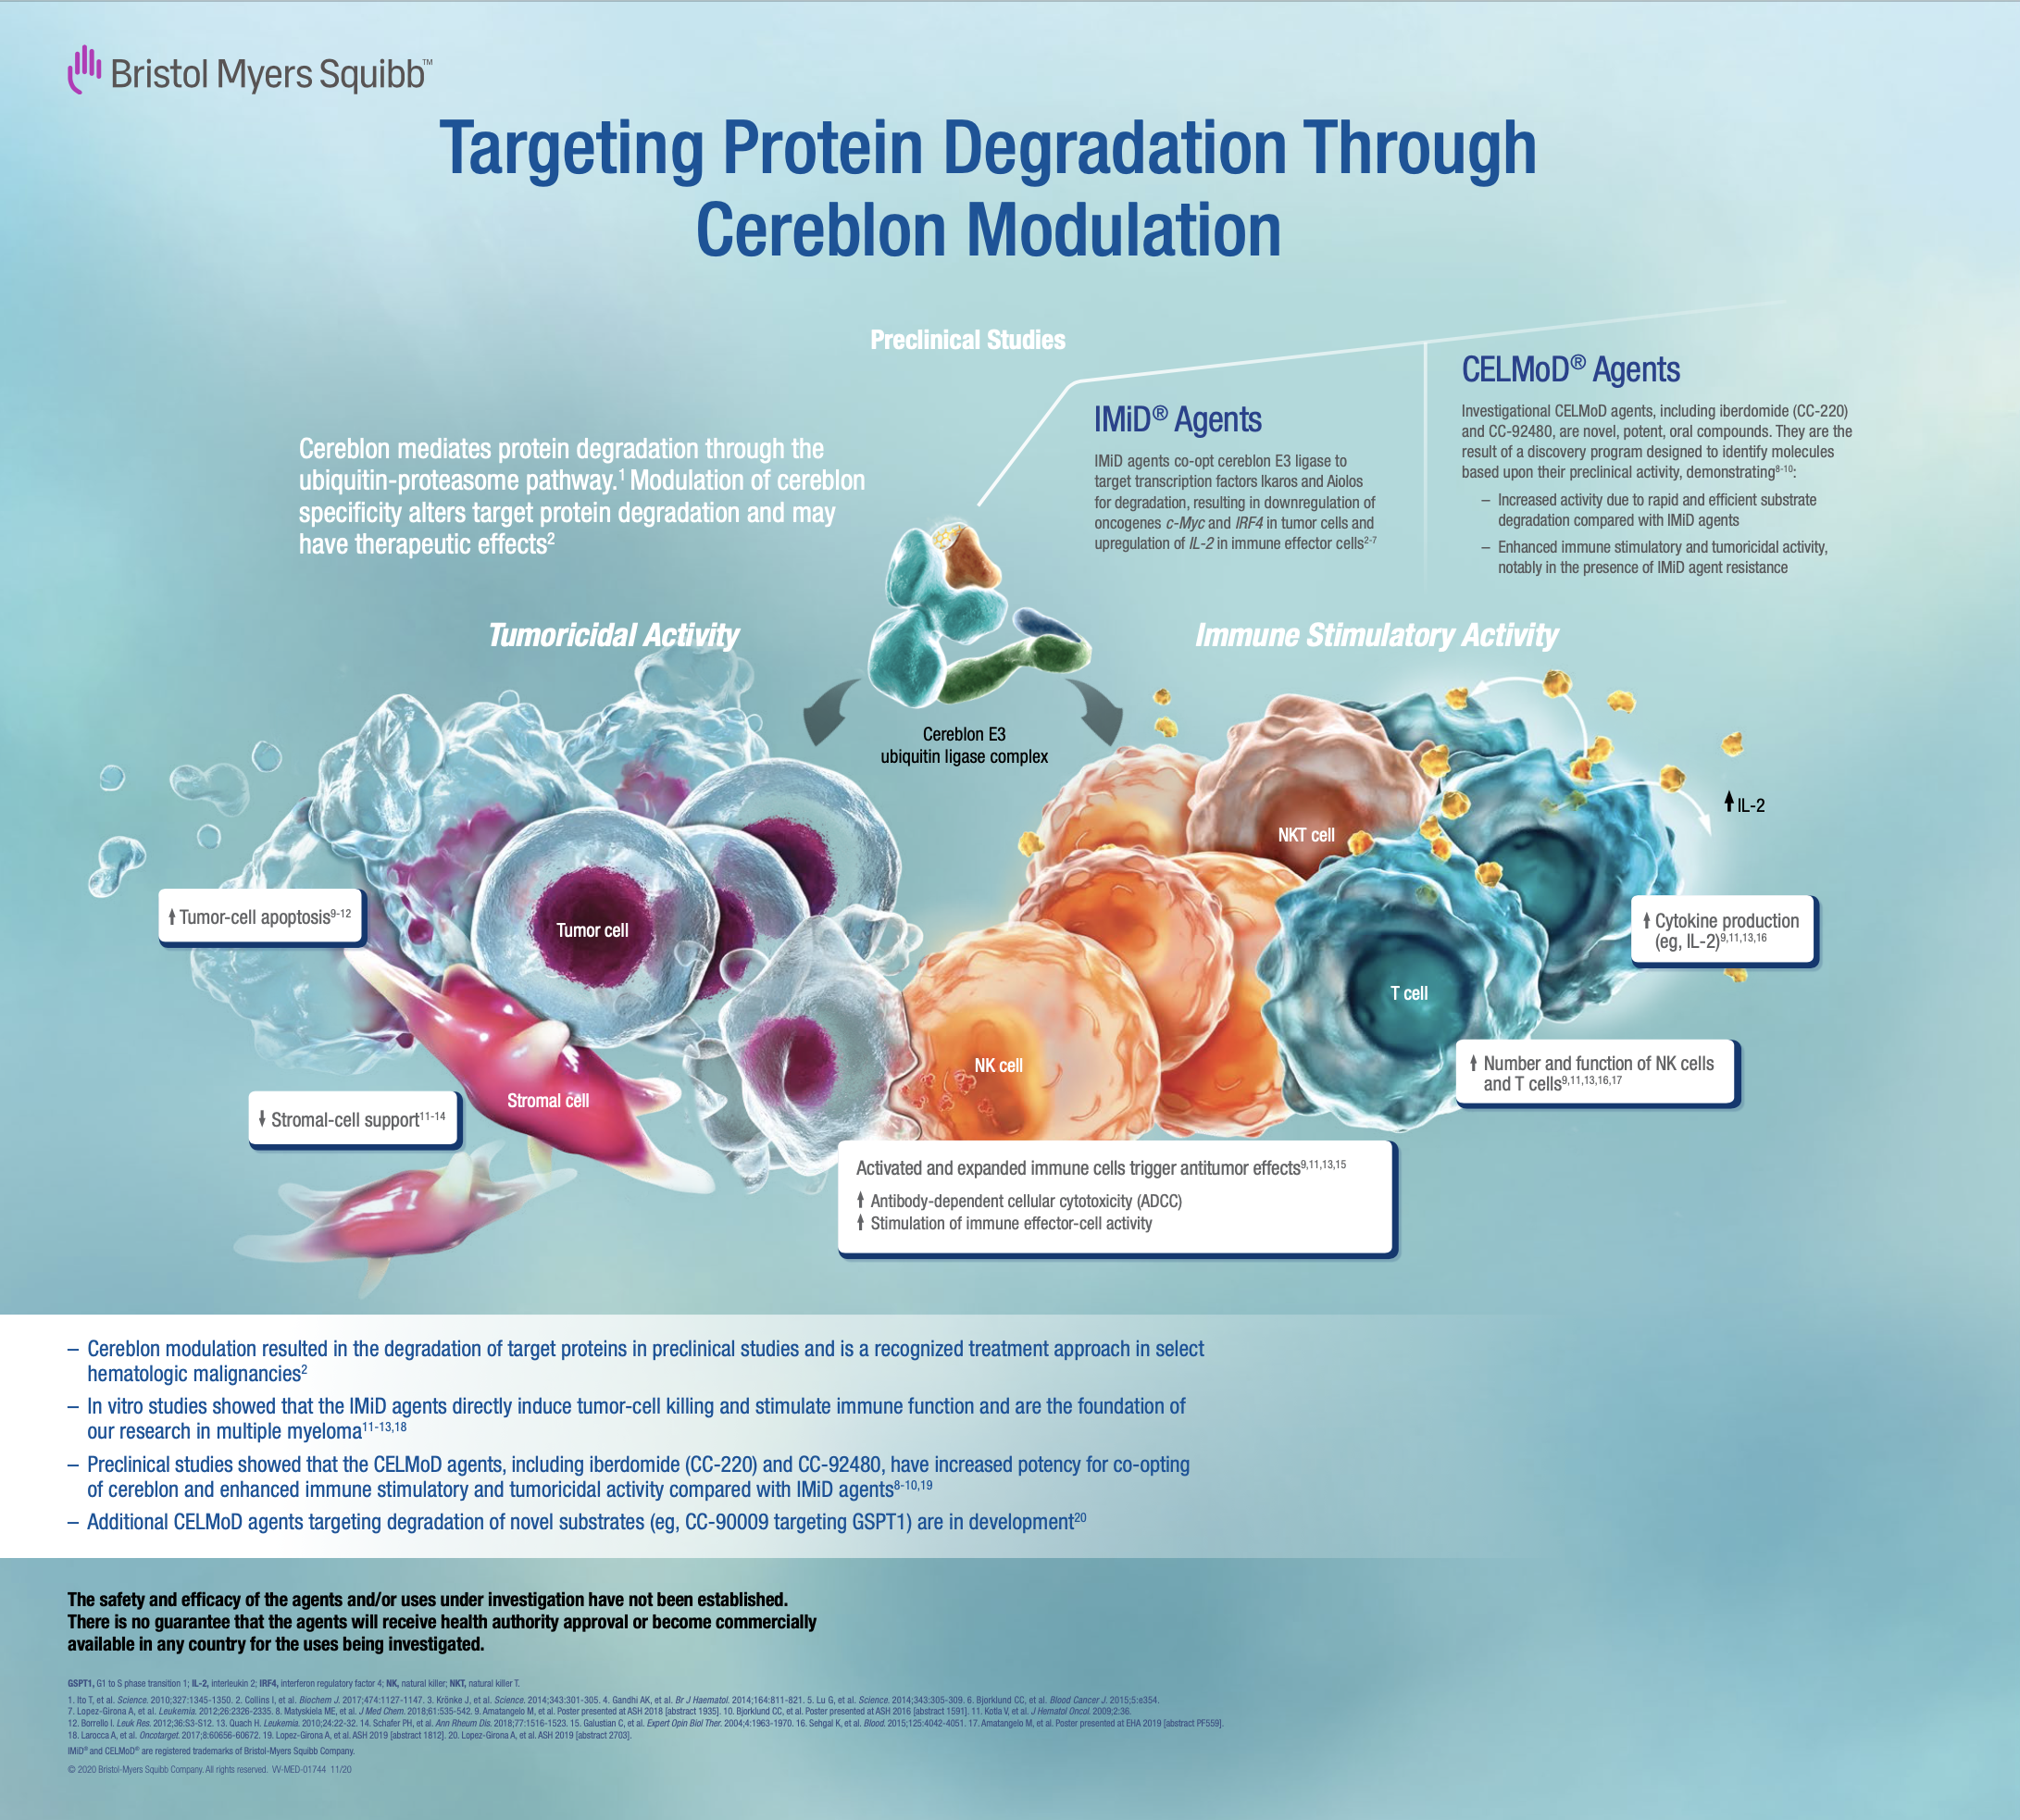 Bristol Myers Squibb™
Targeting Protein Degradation Through
Cereblon Modulation
Preclinical Studies
Cereblon mediates protein degradation through the
ubiquitin-proteasome pathway.1 Modulation of cereblon
specificity alters target protein degradation and may
have therapeutic effects2
IMiD® Agents
IMiD agents co-opt cereblon E3 ligase to
target transcription factors Ikaros and Aiolos
for degradation, resulting in downregulation of
oncogenes c-Myc and IRF4 in tumor cells and
upregulation of IL-2 in immune effector cells2-7
CELMoD® Agents
Investigational CELMoD agents, including iberdomide (CC-220)
and CC-92480, are novel, potent, oral compounds. They are the
result of a discovery program designed to identify molecules
based upon their preclinical activity, demonstrating8-10:
– Increased activity due to rapid and efficient substrate
degradation compared with IMiD agents
– Enhanced immune stimulatory and tumoricidal activity,
notably in the presence of IMiD agent resistance
Tumoricidal Activity
Immune Stimulatory Activity
Cereblon E3
ubiquitin ligase complex
IL-2
NKT cell
Tumor cell
T cell
NK cell
Stromal cell
Tumor-cell apoptosis9-12
Stromal-cell support11-14
Cytokine production
(eg, IL-2)9,11,13,16
Number and function of NK cells
and T cells9,11,13,16,17
Activated and expanded immune cells trigger antitumor effects9,11,13,15
Antibody-dependent cellular cytotoxicity (ADCC)
Stimulation of immune effector-cell activity
– Cereblon modulation resulted in the degradation of target proteins in preclinical studies and is a recognized treatment approach in select
hematologic malignancies2
– In vitro studies showed that the IMiD agents directly induce tumor-cell killing and stimulate immune function and are the foundation of
our research in multiple myeloma11-13,18
– Preclinical studies showed that the CELMoD agents, including iberdomide (CC-220) and CC-92480, have increased potency for co-opting
of cereblon and enhanced immune stimulatory and tumoricidal activity compared with IMiD agents8-10,19
– Additional CELMoD agents targeting degradation of novel substrates (eg, CC-90009 targeting GSPT1) are in development20
The safety and efficacy of the agents and/or uses under investigation have not been established.
There is no guarantee that the agents will receive health authority approval or become commercially
available in any country for the uses being investigated.
GSPT1, G1 to S phase transition 1; IL-2, interleukin 2; IRF4, interferon regulatory factor 4; NK, natural killer; NKT, natural killer T.
1. Ito T, et al. Science. 2010;327:1345-1350. 2. Collins I, et al. Biochem J. 2017;474:1127-1147. 3. Krönke J, et al. Science. 2014;343:301-305. 4. Gandhi AK, et al. Br J Haematol. 2014;164:811-821. 5. Lu G, et al. Science. 2014;343:305-309. 6. Bjorklund CC, et al. Blood Cancer J. 2015;5:e354.
7. Lopez-Girona A, et al. Leukemia. 2012;26:2326-2335. 8. Matyskiela ME, et al. J Med Chem. 2018;61:535-542. 9. Amatangelo M, et al. Poster presented at ASH 2018 [abstract 1935]. 10. Bjorklund CC, et al. Poster presented at ASH 2016 [abstract 1591]. 11. Kotla V, et al. J Hematol Oncol. 2009;2:36.
12. Borrello I. Leuk Res. 2012;36:S3-S12. 13. Quach H. Leukemia. 2010;24:22-32. 14. Schafer PH, et al. Ann Rheum Dis. 2018;77:1516-1523. 15. Galustian C, et al. Expert Opin Biol Ther. 2004;4:1963-1970. 16. Sehgal K, et al. Blood. 2015;125:4042-4051. 17. Amatangelo M, et al. Poster presented at EHA 2019 [abstract PF559].
18. Larocca A, et al. Oncotarget. 2017;8:60656-60672. 19. Lopez-Girona A, et al. ASH 2019 [abstract 1812]. 20. Lopez-Girona A, et al. ASH 2019 [abstract 2703].
IMiD® and CELMoD® are registered trademarks of Bristol-Myers Squibb Company.
© 2020 Bristol-Myers Squibb Company. All rights reserved. VV-MED-01744 11/20